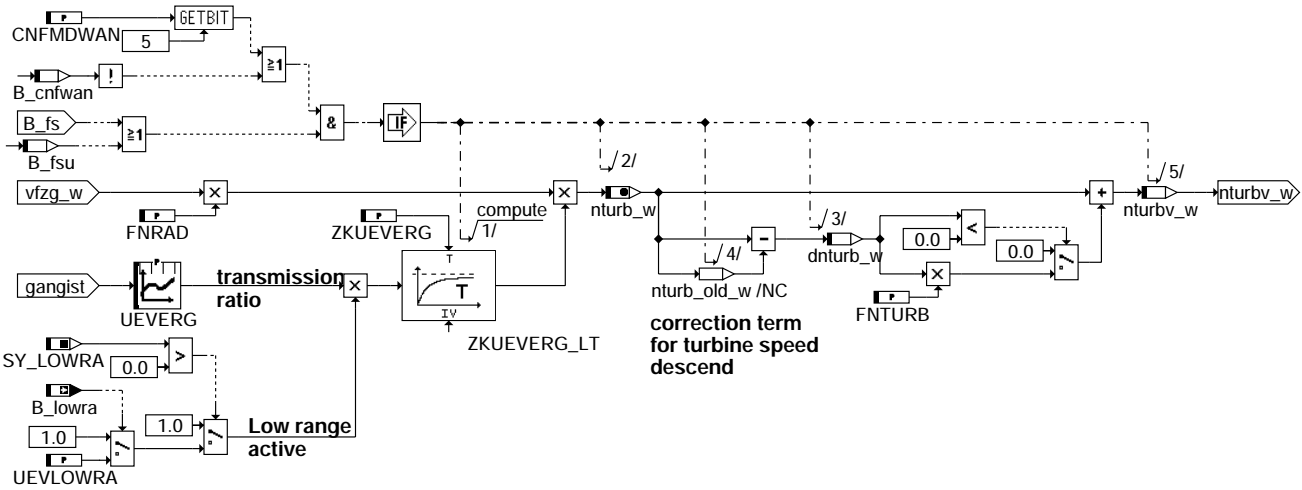 P
GETBIT
CNFMDWAN
5
≥1
!
B_cnfwan
B_fs
≥1
&
IF
B_fsu
2/
5/
vfzg_w
×
×
nturb_w
+
nturbv_w
nturbv_w
P
FNRAD
P
ZKUEVERG
compute
1/
3/
<
0.0
0.0
T
4/
−
dnturb_w
gangist
P
transmission
ratio
×
T
nturb_old_w /NC
×
P
FNTURB
UEVERG
IV
ZKUEVERG_LT
correction term
for turbine speed
descend
SY_LOWRA
0.0
>
B_lowra
1.0
1.0
Low range
active
P
UEVLOWRA